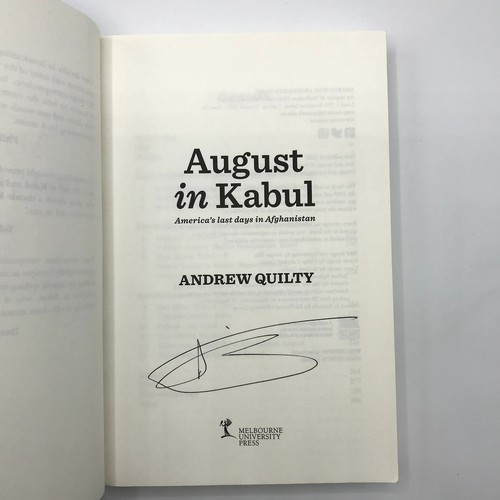 August
in Kabul
America's last days in Afghanistan
ANDREW QUILTY
MELBOURNE
UNIVERSITY
PRESS